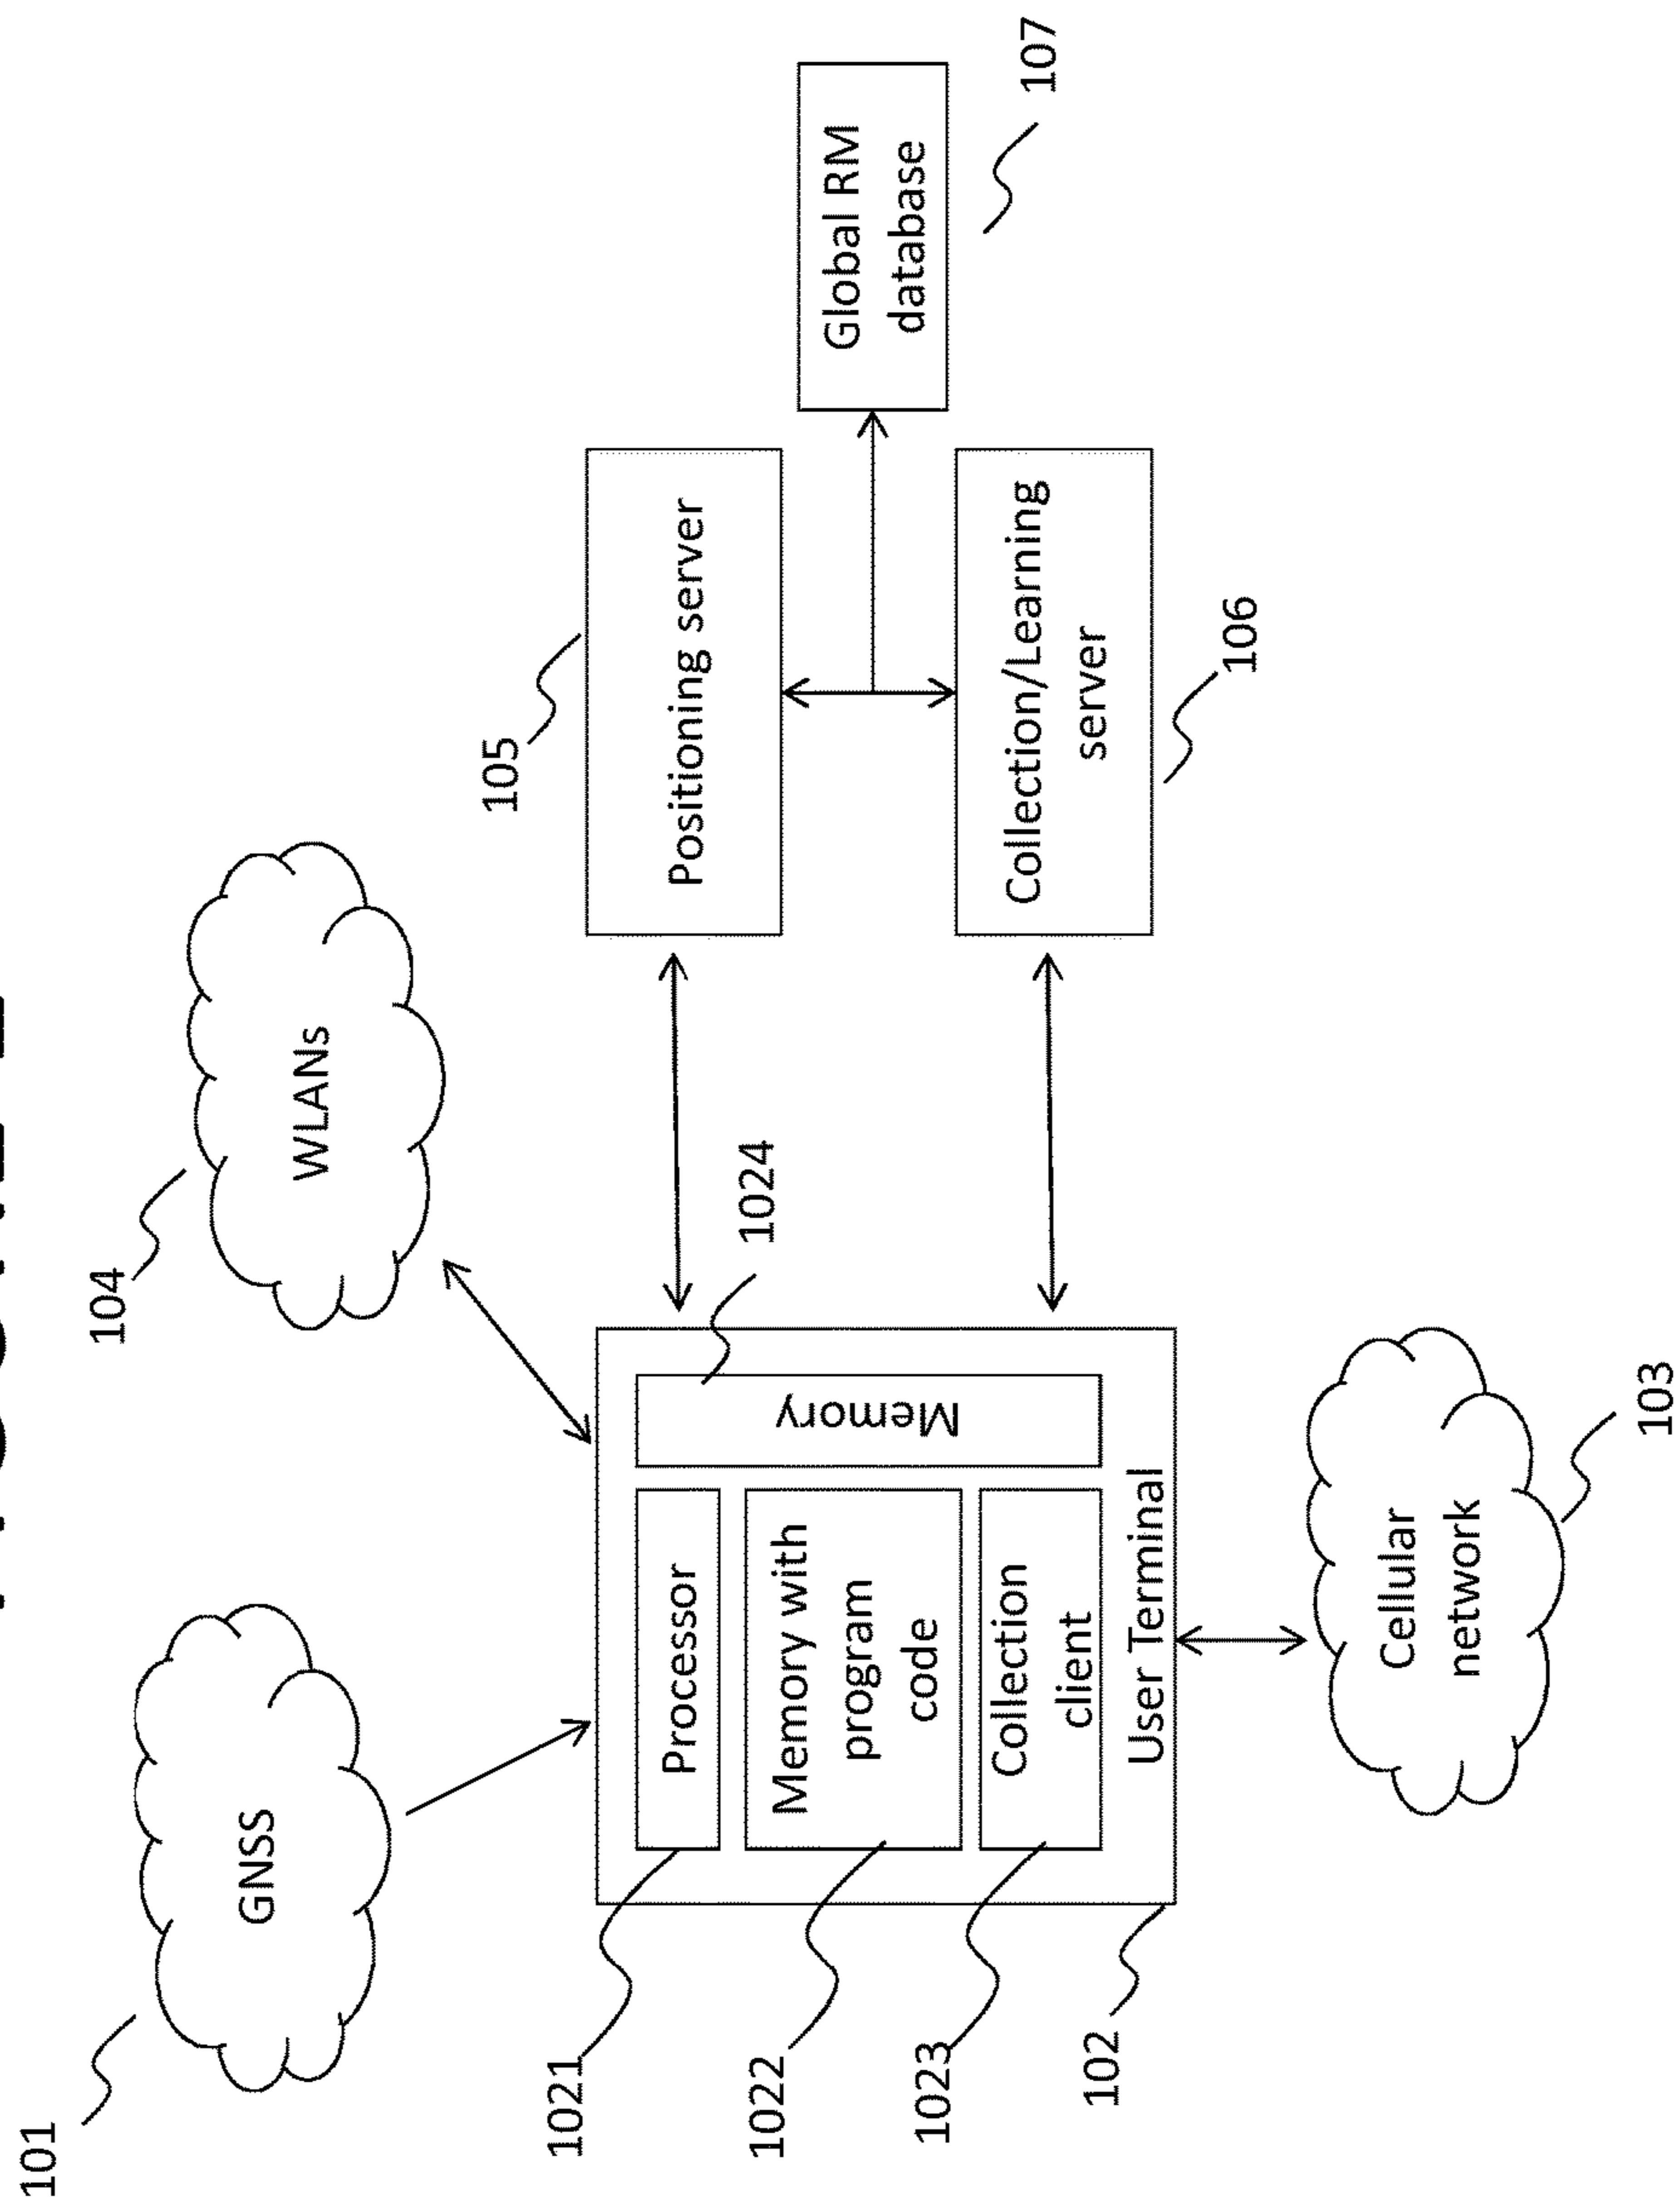 101
GNSS
104
WLANs
105
Positioning server
Global RM
database
107
1021
Processor
1022
Memory with
program
code
1023
Collection
client
Memory
1024
102
User Terminal
Collection/Learning
server
106
Cellular
network
103